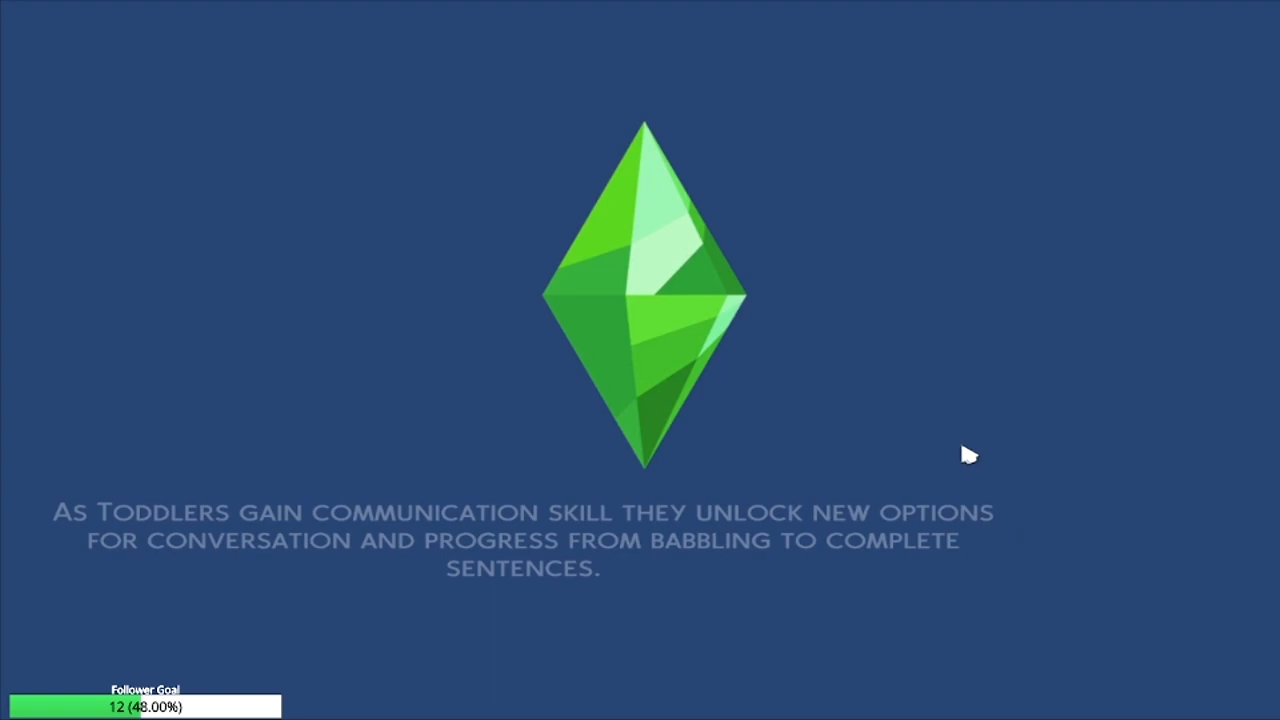 As Toddlers gain communication skill they unlock new options
for conversation and progress from babbling to complete
sentences.
Follower Goal
12 (48.00%)